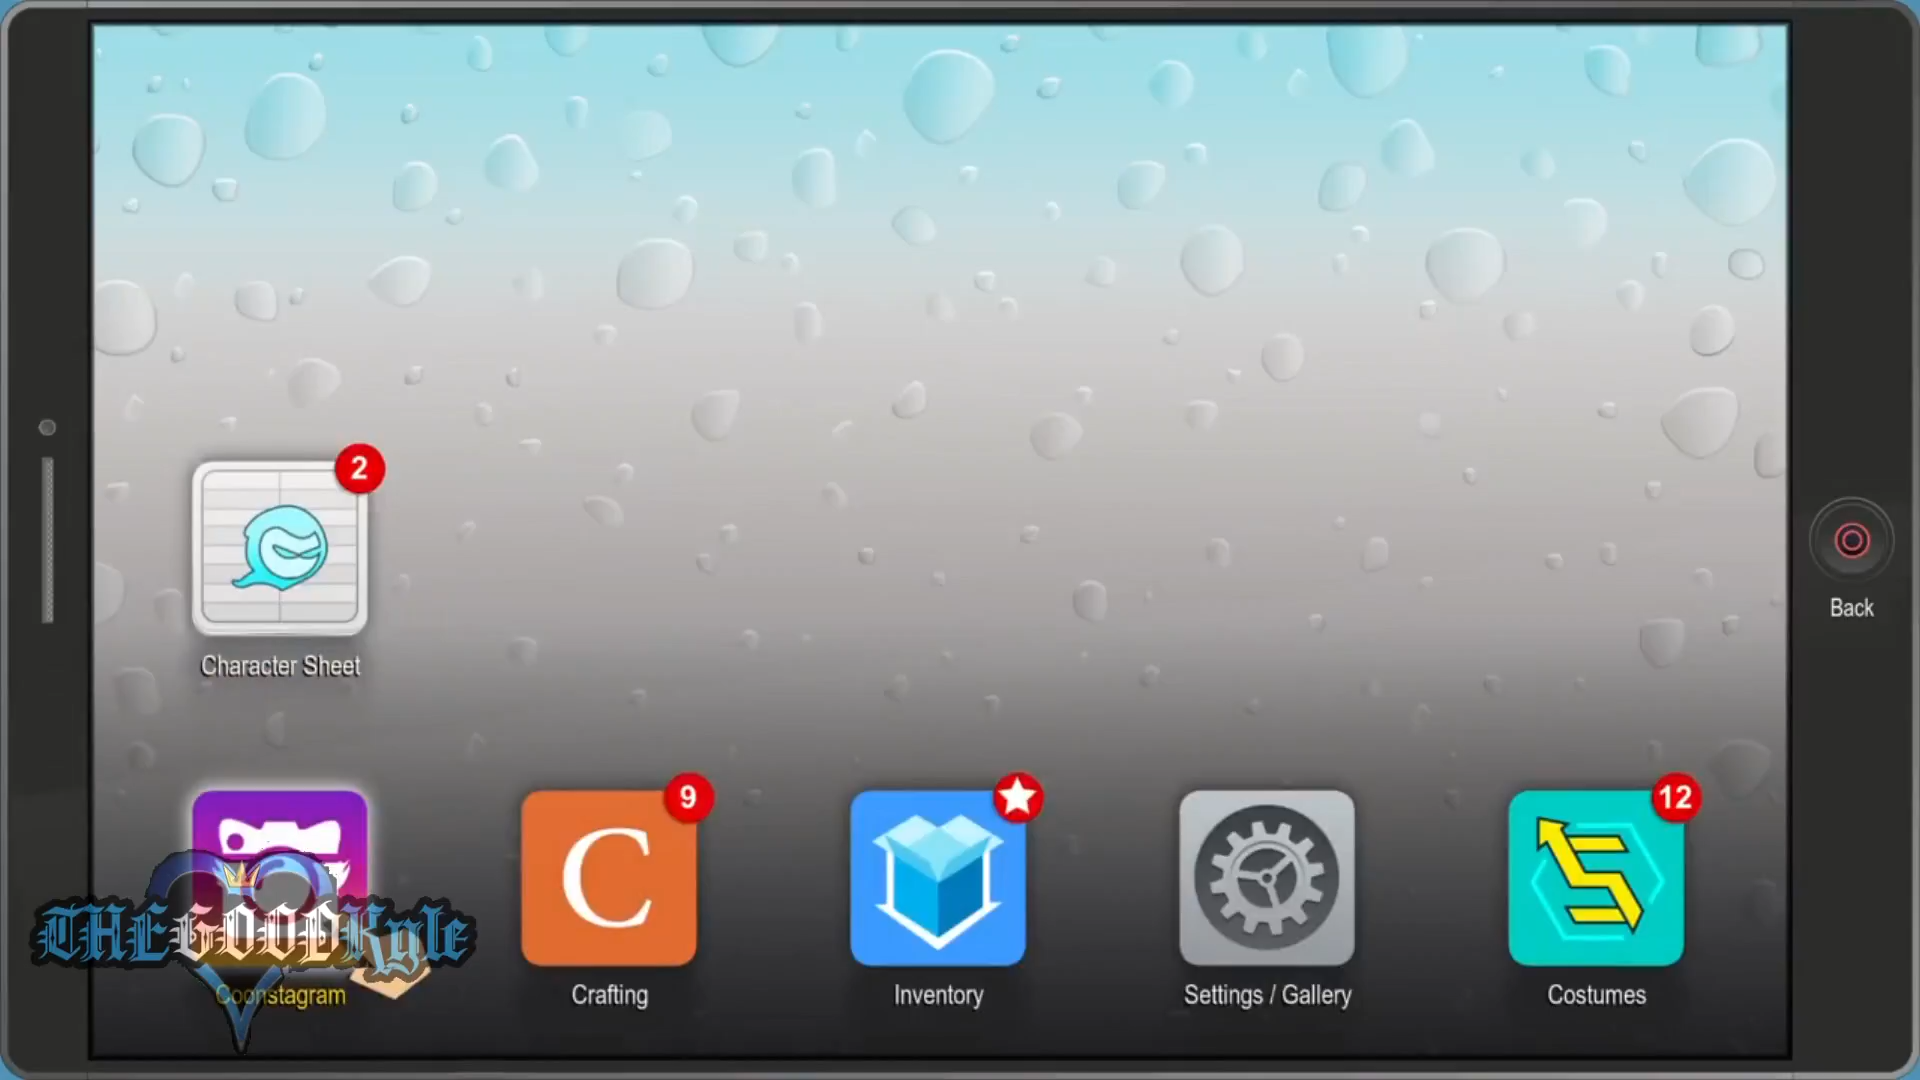 2
Character Sheet
Back
9
12
C
THEGOODKyle
Coonstagram
Crafting
Inventory
Settings / Gallery
Costumes